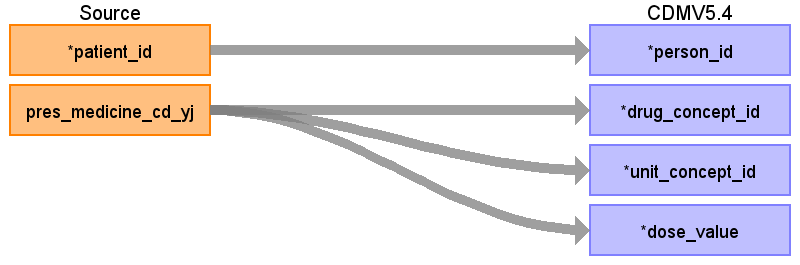 Source CDMV5.4
*patient_id *person_id
pres_medicine_cd_yj *drug_concept_id
*unit_concept_id
*dose_value